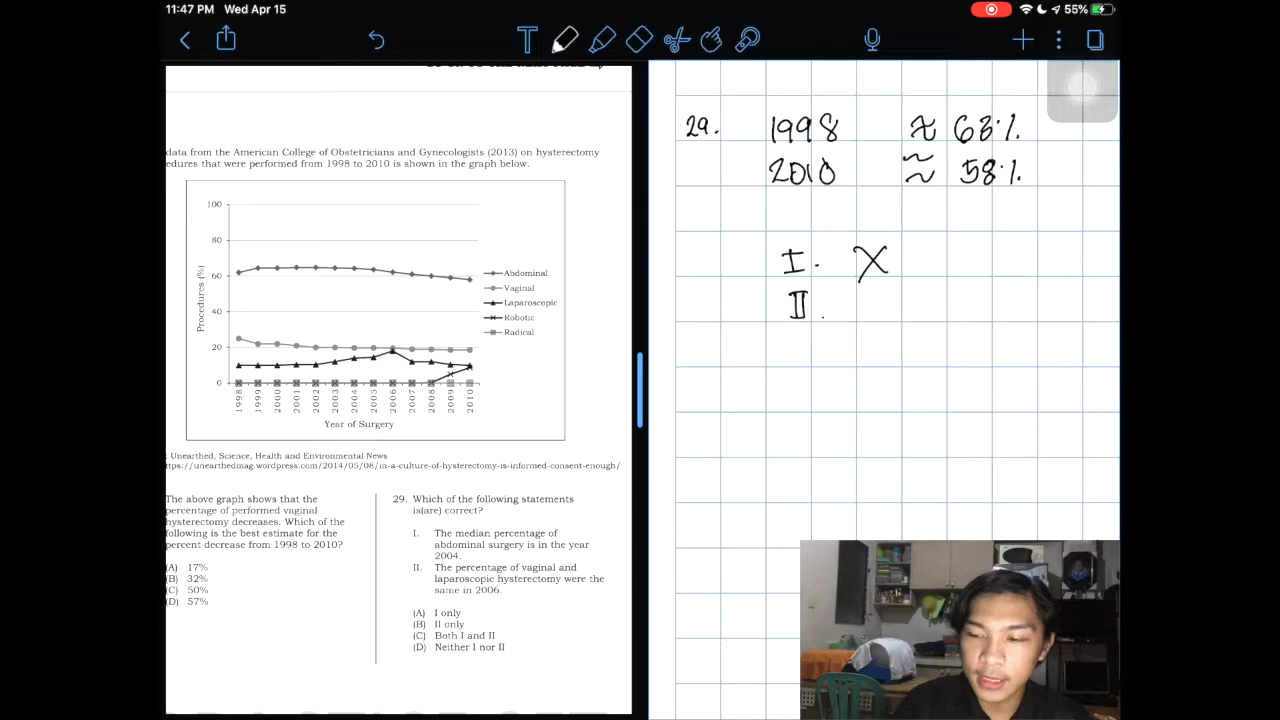 11:47 PM Wed Apr 15
55%
T
data from the American College of Obstetricians and Gynecologists (2013) on hysterectomy
edures that were performed from 1998 to 2010 is shown in the graph below.
100
80
60
40
20
0
Procedures (%)
1998 1999 2000 2001 2002 2003 2004 2005 2006 2007 2008 2009 2010
Year of Surgery
Abdominal
Vaginal
Laparoscopic
Robotic
Radical
: Unearthed, Science, Health and Environmental News
ttps://unearthedmag.wordpress.com/2014/05/08/in-a-culture-of-hysterectomy-is-informed-consent-enough/
The above graph shows that the
percentage of performed vaginal
hysterectomy decreases. Which of the
following is the best estimate for the
percent decrease from 1998 to 2010?
(A) 17%
(B) 32%
(C) 50%
(D) 57%
29. Which of the following statements
is(are) correct?
I. The median percentage of
abdominal surgery is in the year
2004.
II. The percentage of vaginal and
laparoscopic hysterectomy were the
same in 2006.
(A) I only
(B) II only
(C) Both I and II
(D) Neither I nor II
29. 1998 ≈ 63%
2010 ≈ 58%
I. X
II.